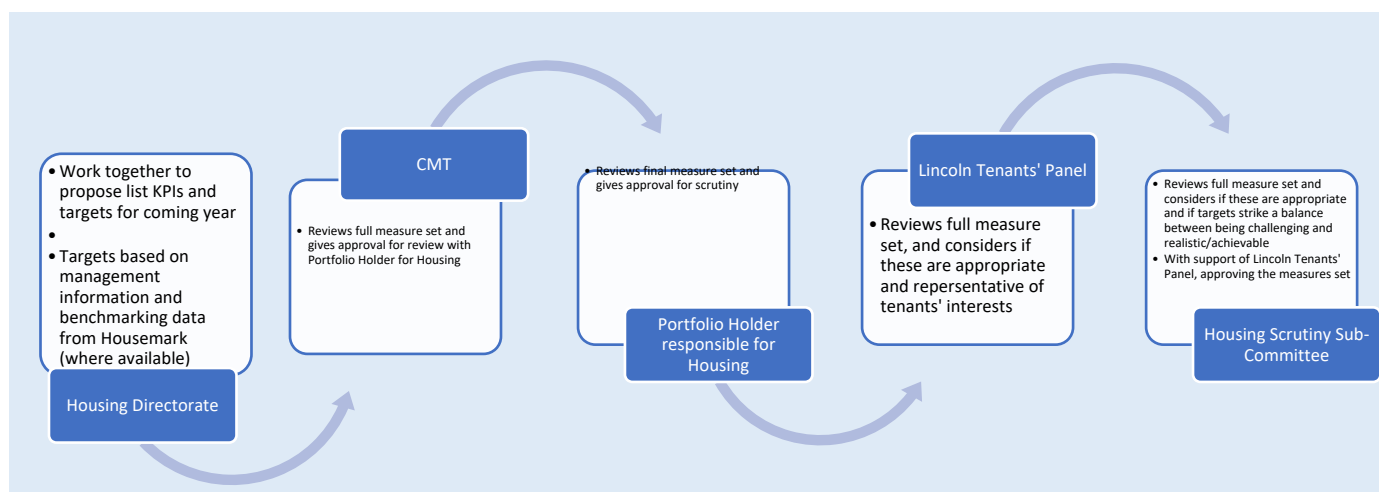 • Work together to
propose list KPIs and
targets for coming year
•
• Targets based on
management
information and
benchmarking data
from Housemark
(where available)
Housing Directorate
CMT
• Reviews full measure set and
gives approval for review with
Portfolio Holder for Housing
• Reviews final measure set and
gives approval for scrutiny
Portfolio Holder
responsible for
Housing
Lincoln Tenants' Panel
• Reviews full measure
set, and considers if
these are appropriate
and repersentative of
tenants' interests
• Reviews full measure set and
considers if these are appropriate
and if targets strike a balance
between being challenging and
realistic/achievable
• With support of Lincoln Tenants'
Panel, approving the measures set
Housing Scrutiny Sub-
Committee